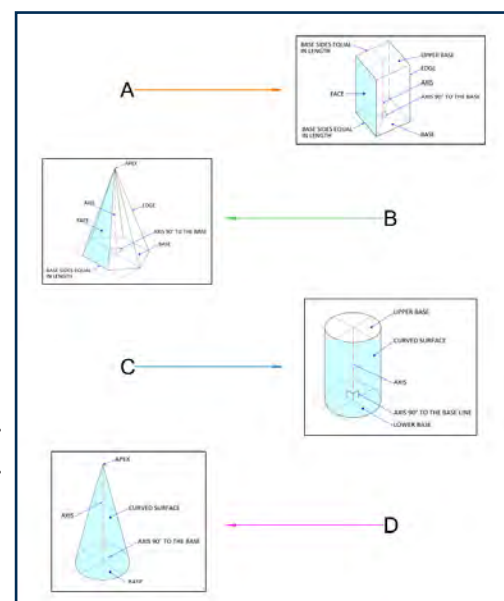 BASE SIDES EQUAL
IN LENGTH
UPPER BASE
EDGE
AXIS
FACE
AXIS 90° TO THE BASE
BASE SIDES EQUAL
IN LENGTH
BASE
A
APEX
AXIS
EDGE
FACE
AXIS 90° TO THE BASE
BASE
BASE SIDES EQUAL
IN LENGTH
B
UPPER BASE
CURVED SURFACE
AXIS
AXIS 90° TO THE BASE LINE
LOWER BASE
C
APEX
AXIS
CURVED SURFACE
AXIS 90° TO THE BASE
BASE
D